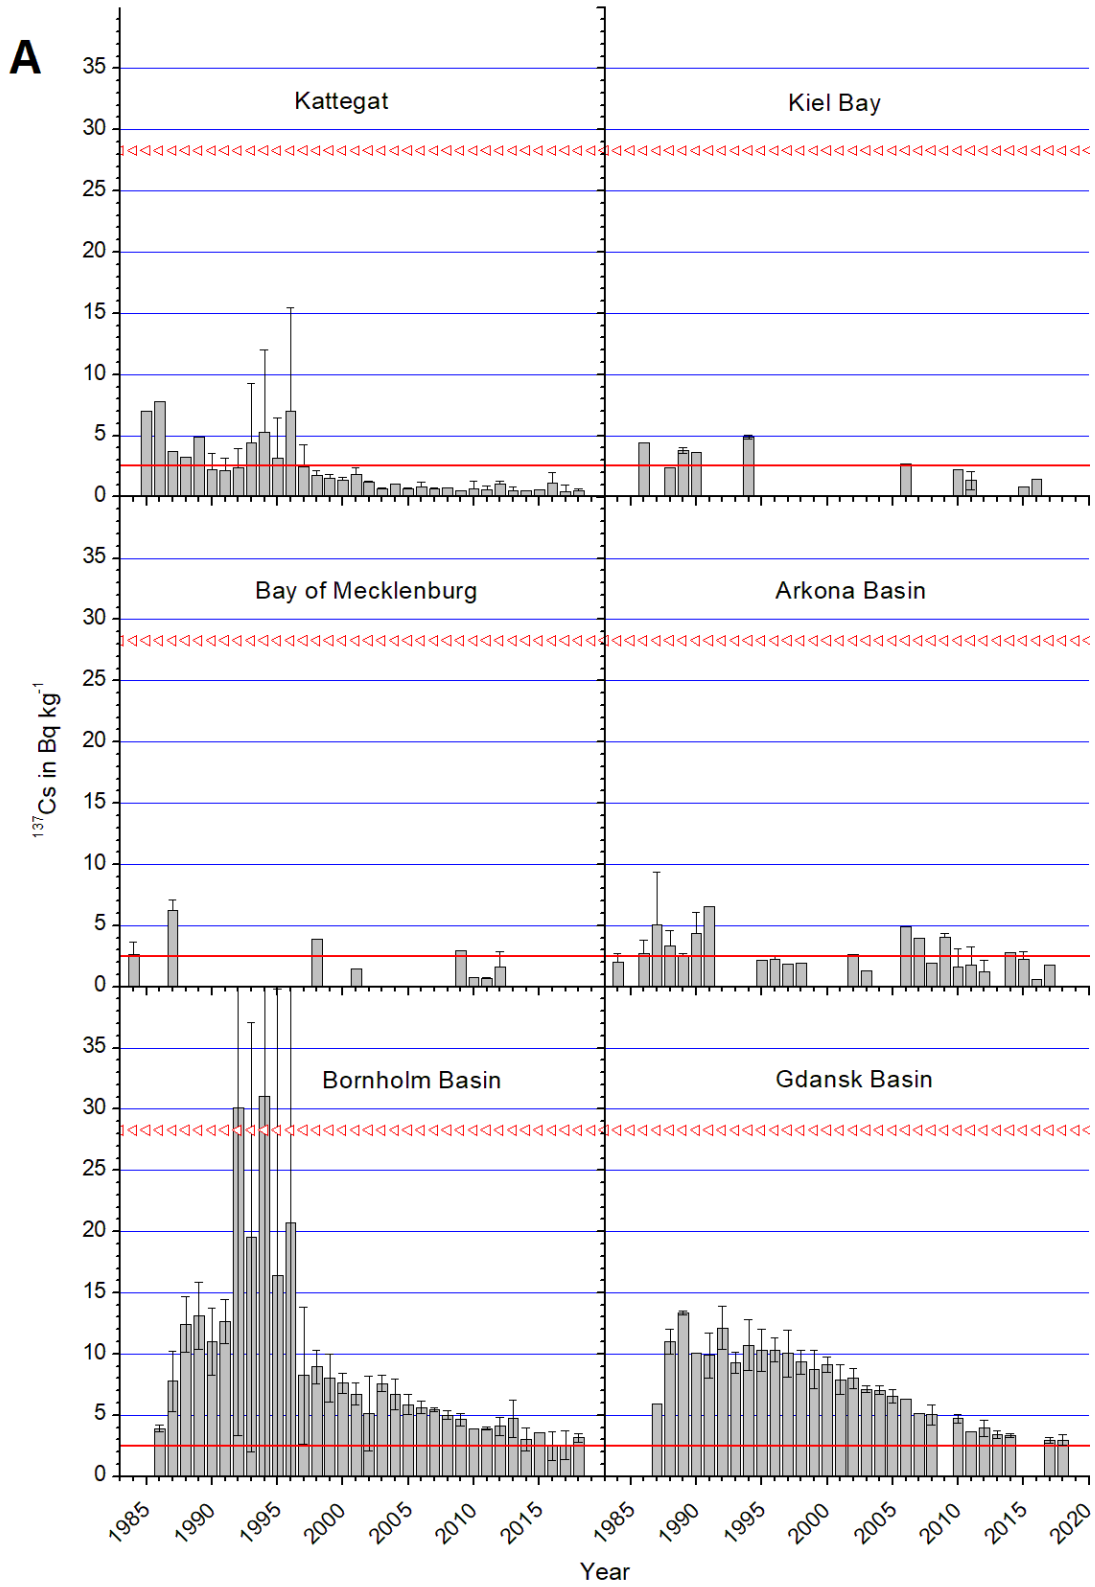 A
Kattegat
Kiel Bay
35
30
25
20
15
10
5
0
Bay of Mecklenburg
Arkona Basin
35
30
25
20
15
10
5
0
Bornholm Basin
Gdansk Basin
35
30
25
20
15
10
5
0
¹³⁷Cs in Bq kg⁻¹
1985 1990 1995 2000 2005 2010 2015 1985 1990 1995 2000 2005 2010 2015 2020
Year